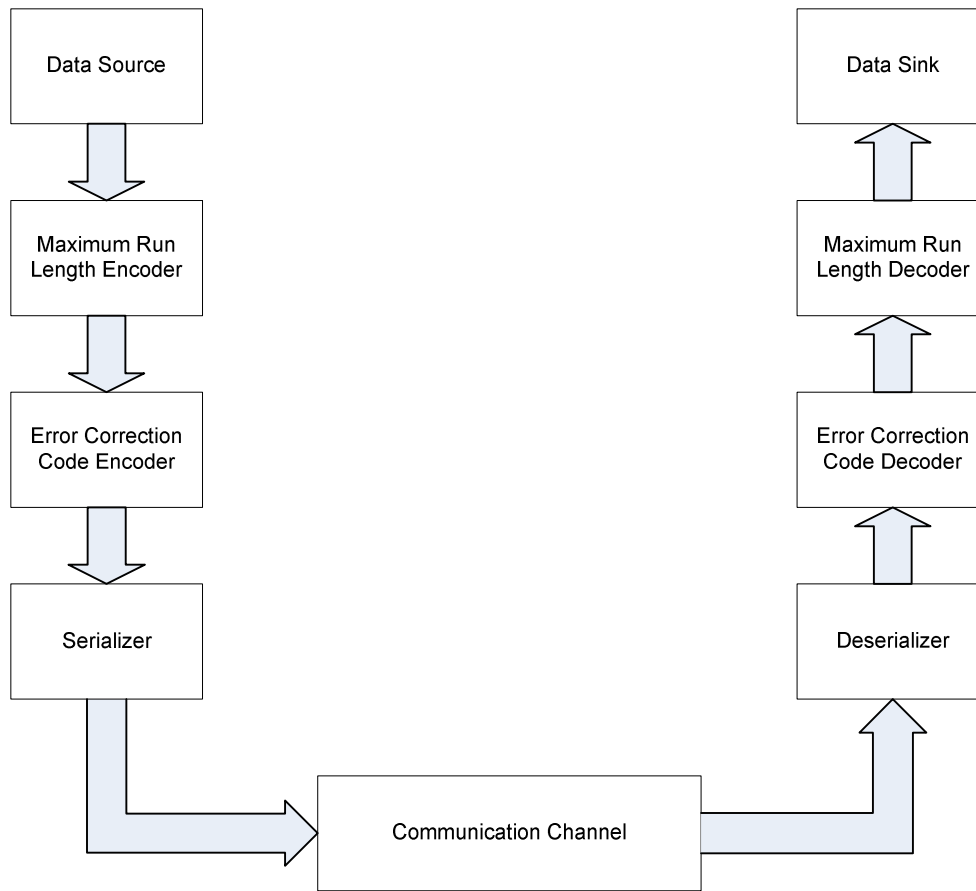 Data Source
Maximum Run
Length Encoder
Error Correction
Code Encoder
Serializer
Communication Channel
Deserializer
Error Correction
Code Decoder
Maximum Run
Length Decoder
Data Sink